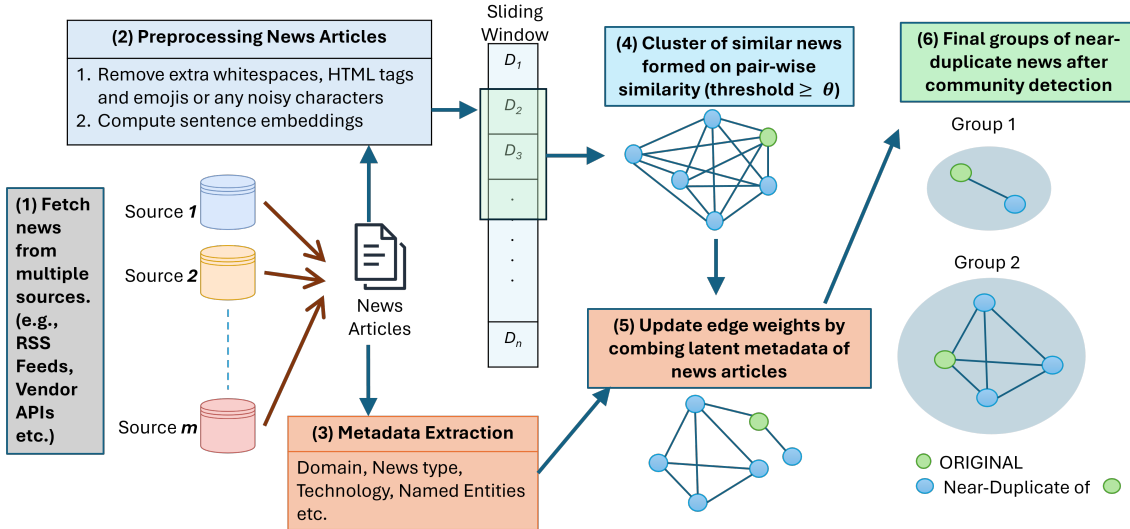 (1) Fetch
news
from
multiple
sources.
(e.g.,
RSS
Feeds,
Vendor
APIs
etc.)
(2) Preprocessing News Articles
1. Remove extra whitespaces, HTML tags
and emojis or any noisy characters
2. Compute sentence embeddings
Source 1
Source 2
Source m
News
Articles
(3) Metadata Extraction
Domain, News type,
Technology, Named Entities
etc.
Sliding
Window
D1
D2
D3
.
.
.
.
.
Dn
(4) Cluster of similar news
formed on pair-wise
similarity (threshold ≥ θ)
(5) Update edge weights by
combing latent metadata of
news articles
(6) Final groups of near-
duplicate news after
community detection
Group 1
Group 2
ORIGINAL
Near-Duplicate of